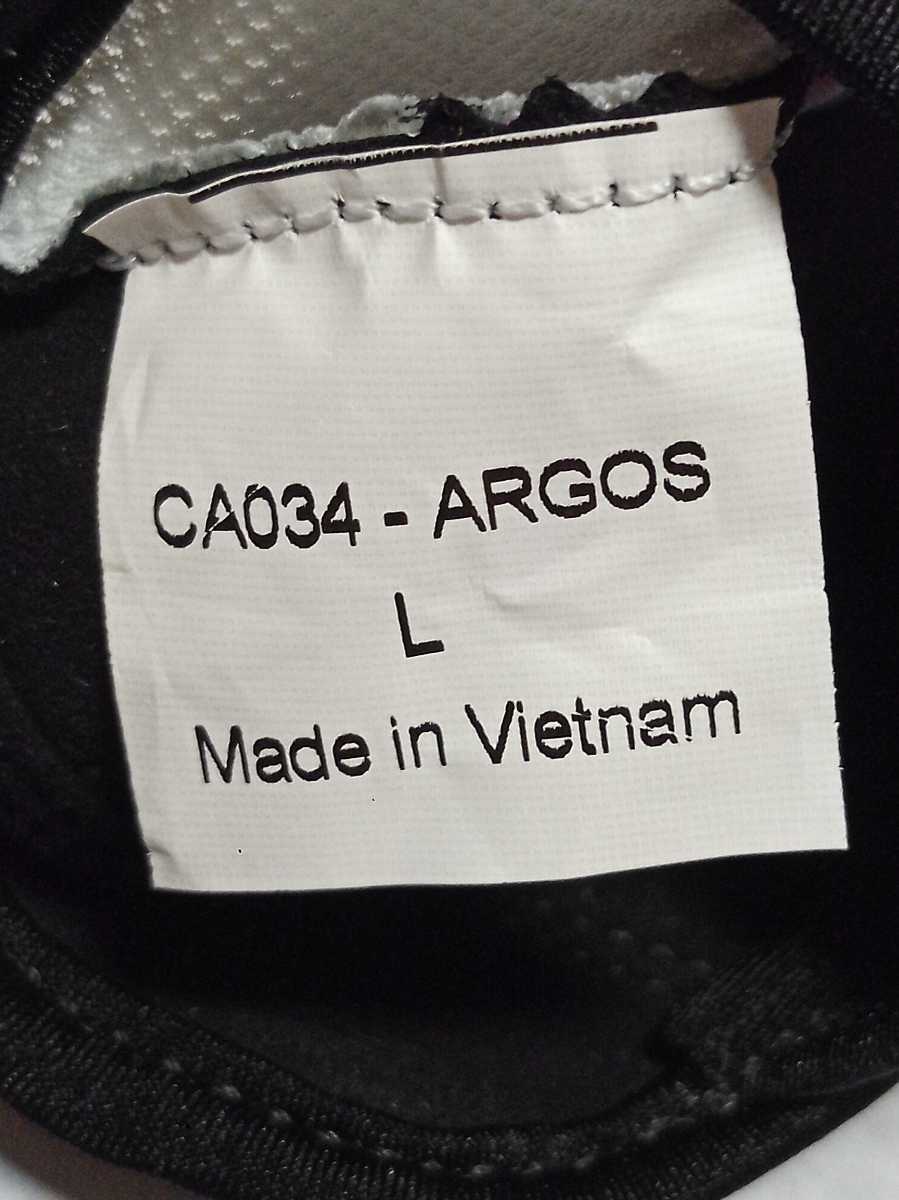 CA034 - ARGOS
L
Made in Vietnam